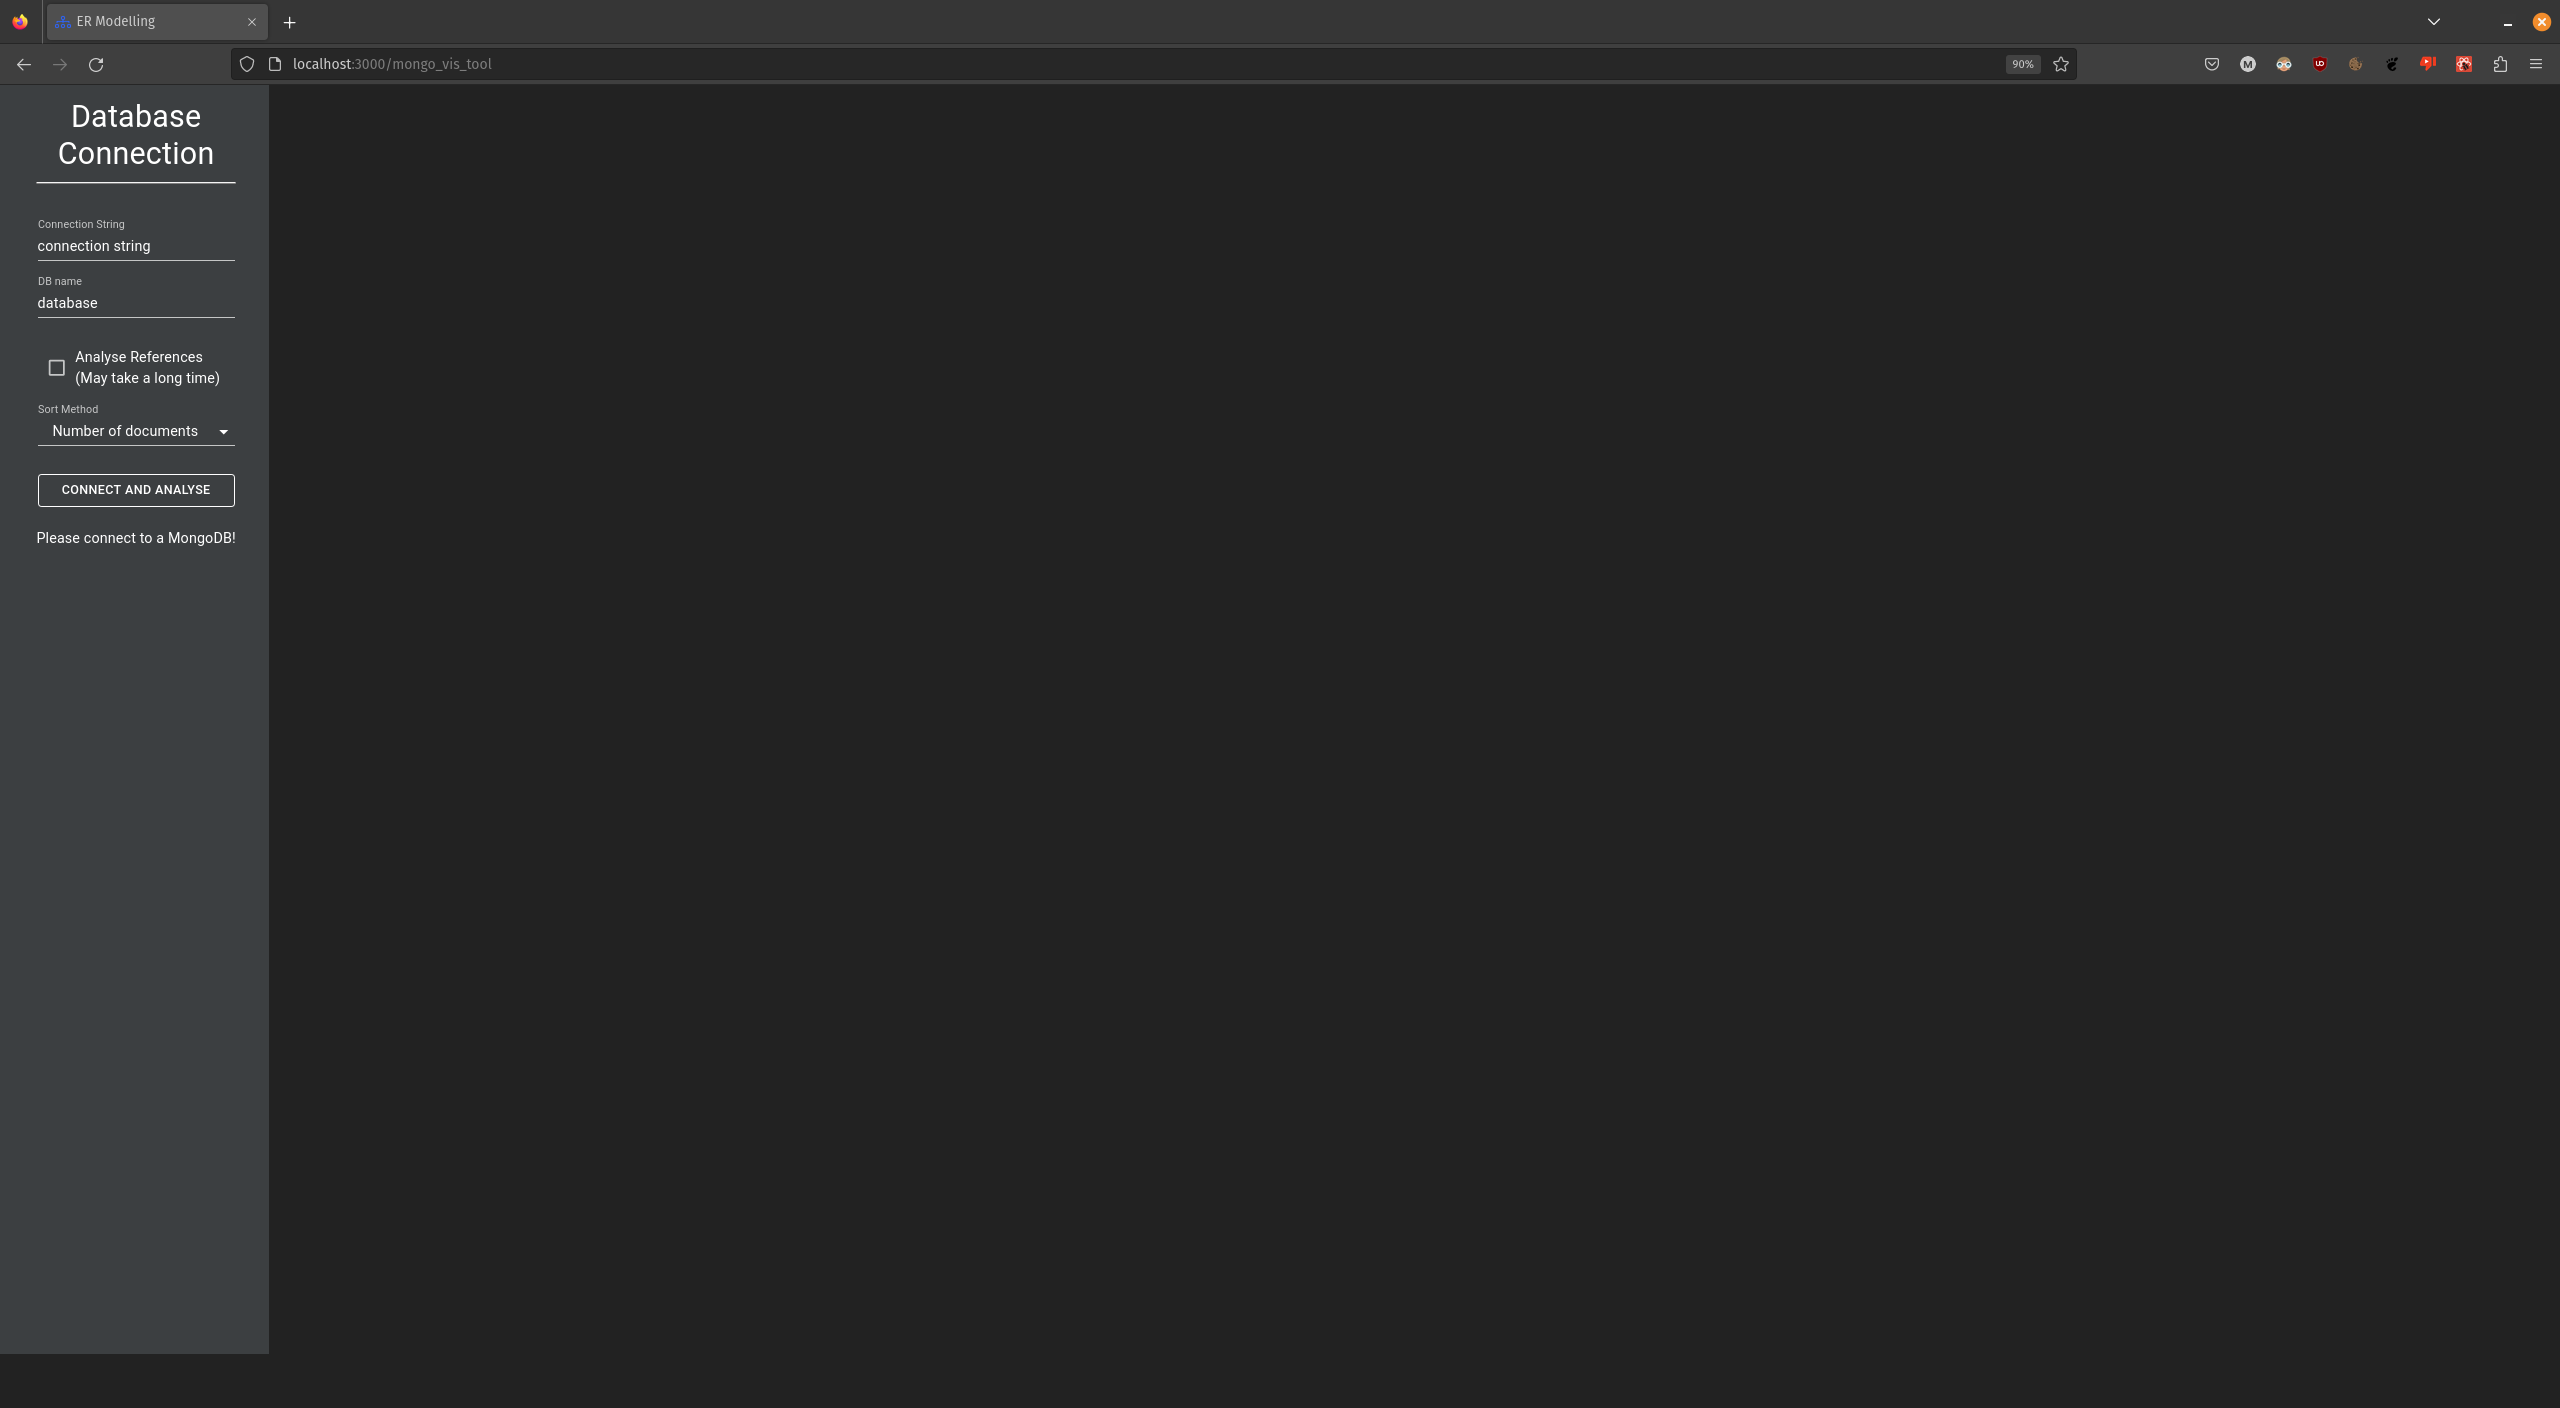 ER Modelling
localhost:3000/mongo_vis_tool
90%
M
Database
Connection
Connection String
connection string
DB name
database
Analyse References
(May take a long time)
Sort Method
Number of documents
CONNECT AND ANALYSE
Please connect to a MongoDB!